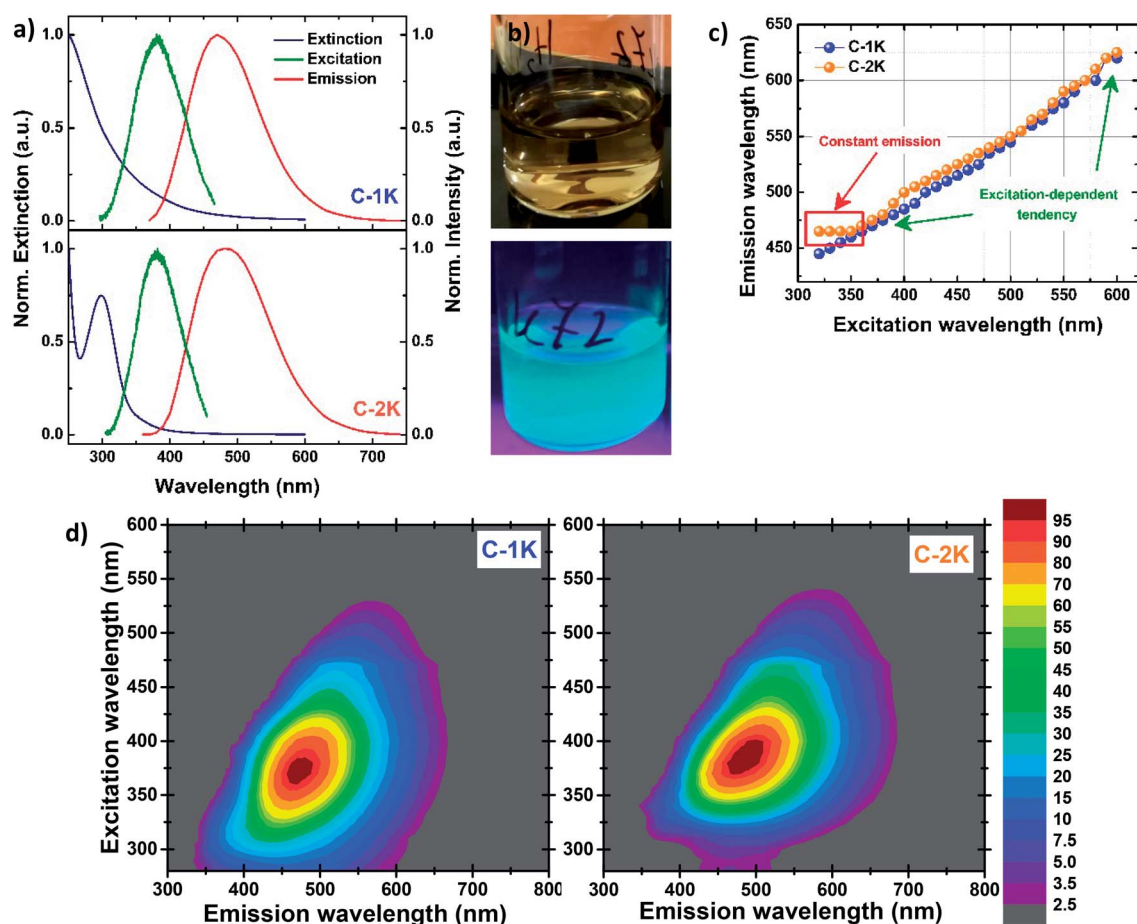 a)
Extinction
Excitation
Emission
1.0
0.5
0.0
1.0
0.5
0.0
C-1K
1.0
0.5
0.0
1.0
0.5
0.0
C-2K
300 400 500 600 700
Wavelength (nm)
Norm. Extinction (a.u.)
Norm. Intensity (a.u.)
b)
K72
c)
C-1K
C-2K
Constant emission
Excitation-dependent
tendency
650
600
550
500
450
300 350 400 450 500 550 600
Excitation wavelength (nm)
Emission wavelength (nm)
d)
C-1K
600
550
500
450
400
350
300
300 400 500 600 700 800
Emission wavelength (nm)
Excitation wavelength (nm)
C-2K
600
550
500
450
400
350
300
300 400 500 600 700 800
Emission wavelength (nm)
Excitation wavelength (nm)
95
90
80
70
60
55
50
45
40
35
30
25
20
15
10
7.5
5.0
3.5
2.5